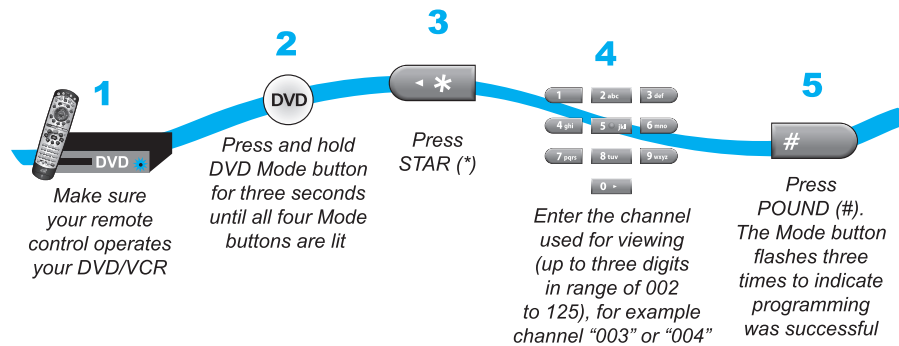 1
DVD
Make sure
your remote
control operates
your DVD/VCR
2
DVD
Press and hold
DVD Mode button
for three seconds
until all four Mode
buttons are lit
3
*
Press
STAR (*)
4
1 2 abc 3 def
4 ghi 5 jkl 6 mno
7 pqrs 8 tuv 9 wxyz
0
Enter the channel
used for viewing
(up to three digits
in range of 002
to 125), for example
channel “003” or “004”
5
#
Press
POUND (#).
The Mode button
flashes three
times to indicate
programming
was successful